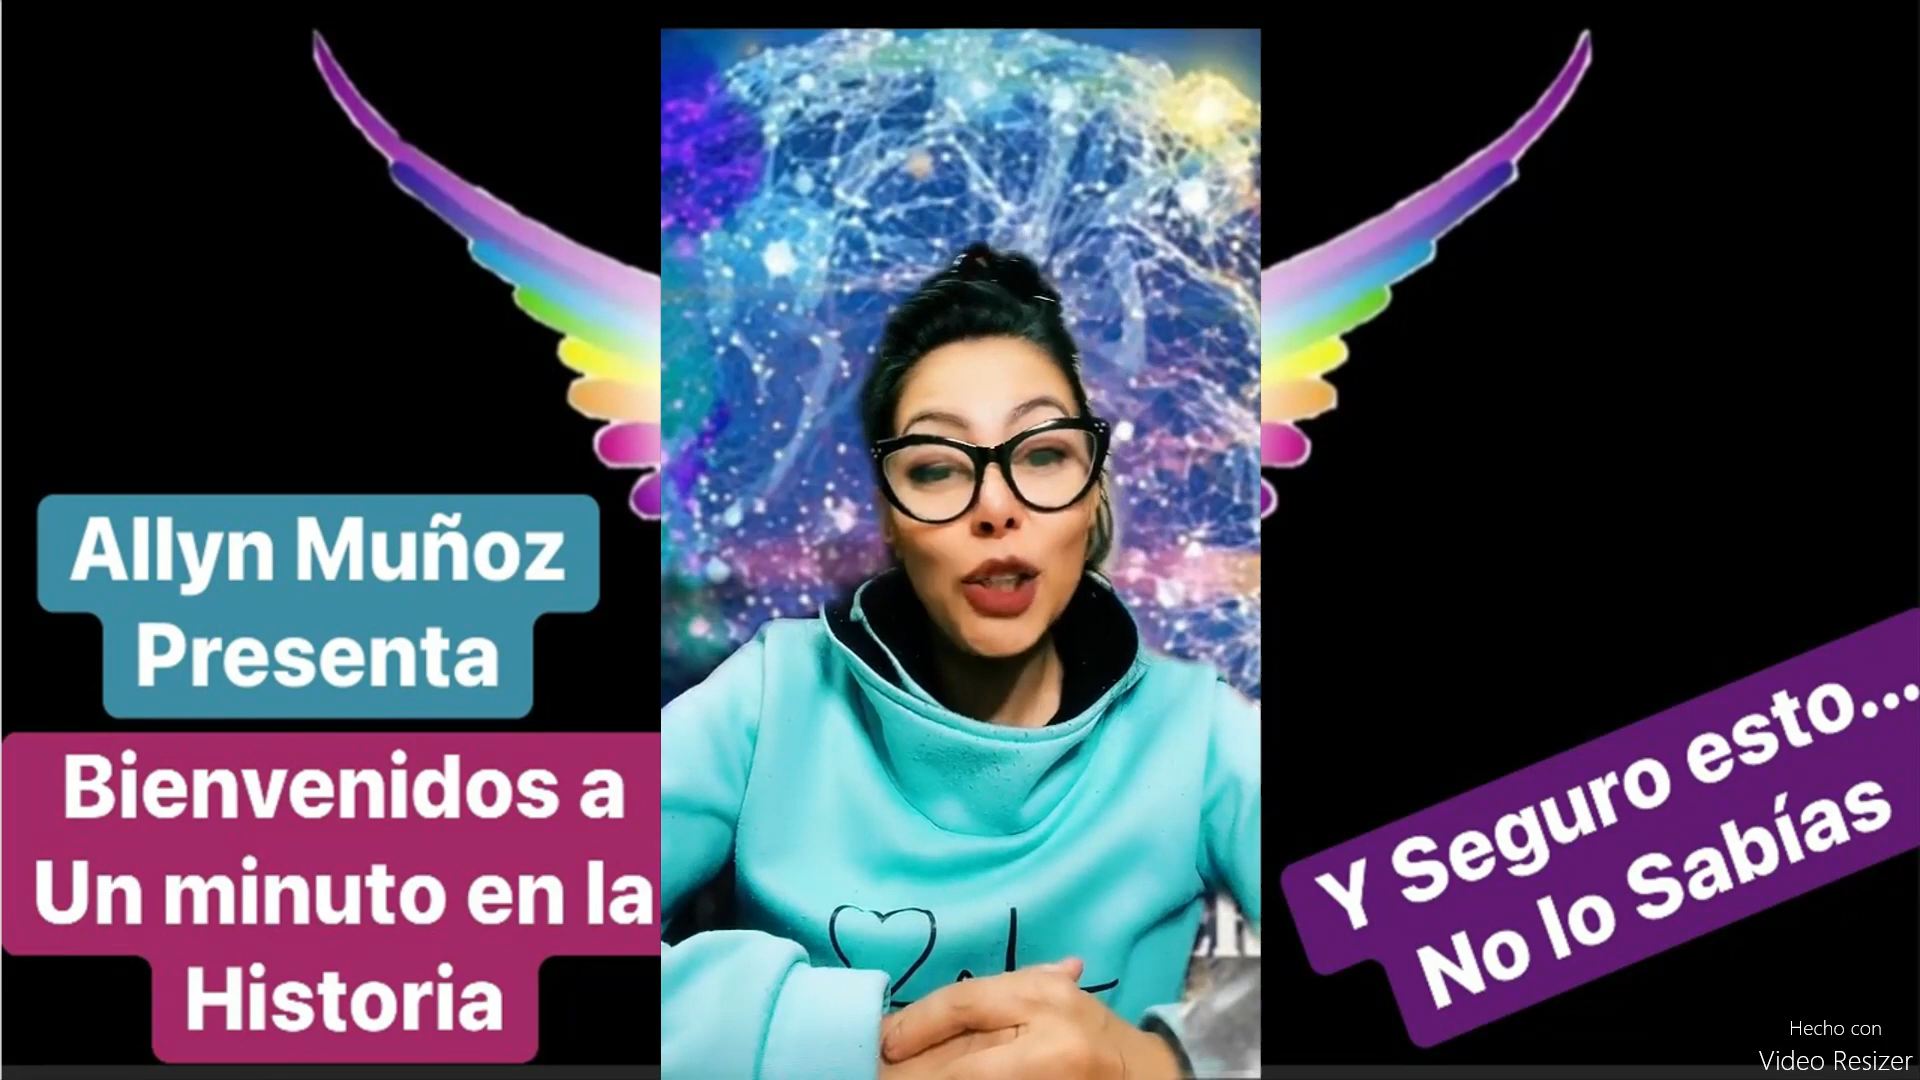 Allyn Muñoz
Presenta
Bienvenidos a
Un minuto en la
Historia
Y Seguro esto...
No lo Sabías
Hecho con
Video Resizer